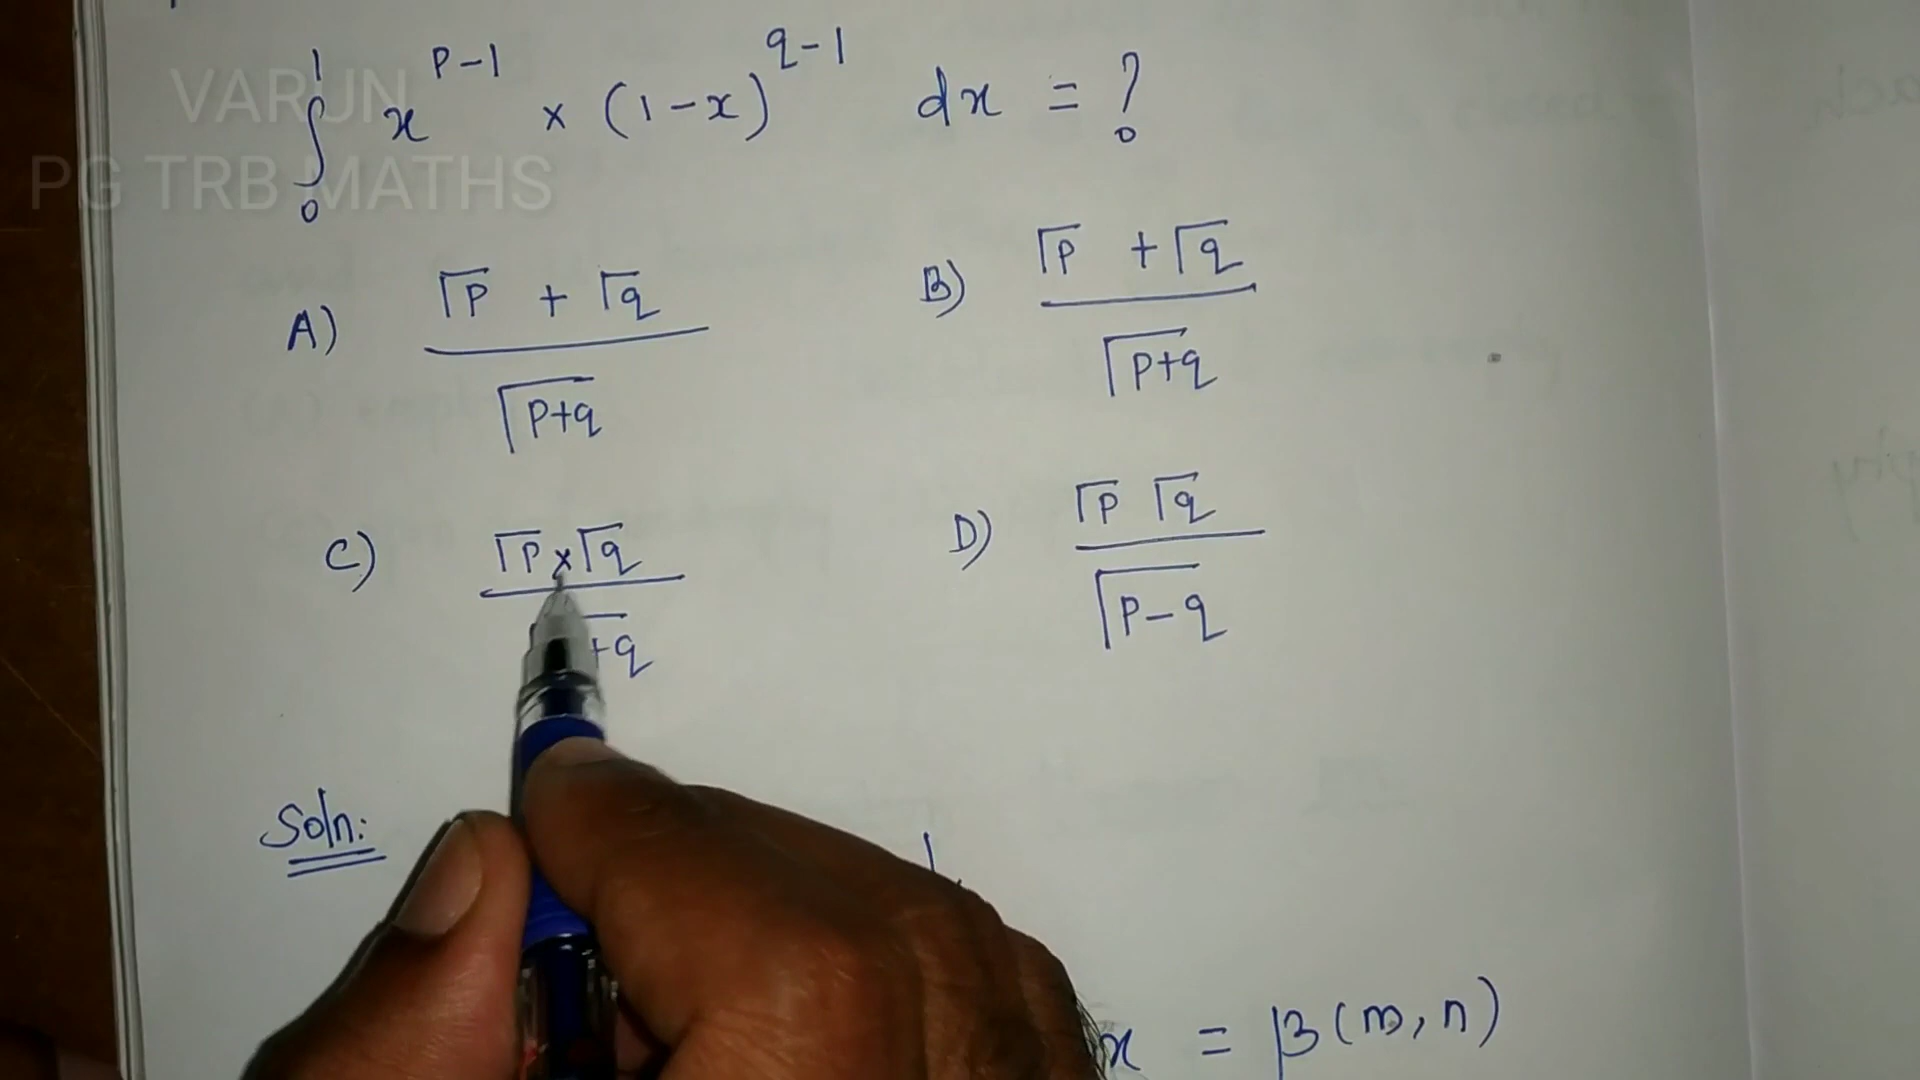 ∫₀¹ x^(p-1) × (1-x)^(q-1) dx = ?
VARUN
PG TRB MATHS
A) (Γp + Γq) / Γ(p+q)
B) (Γp + Γq) / Γ(p+q)
C) (Γp × Γq) / +q
D) (Γp Γq) / Γ(p-q)
Soln:
x = β(m, n)